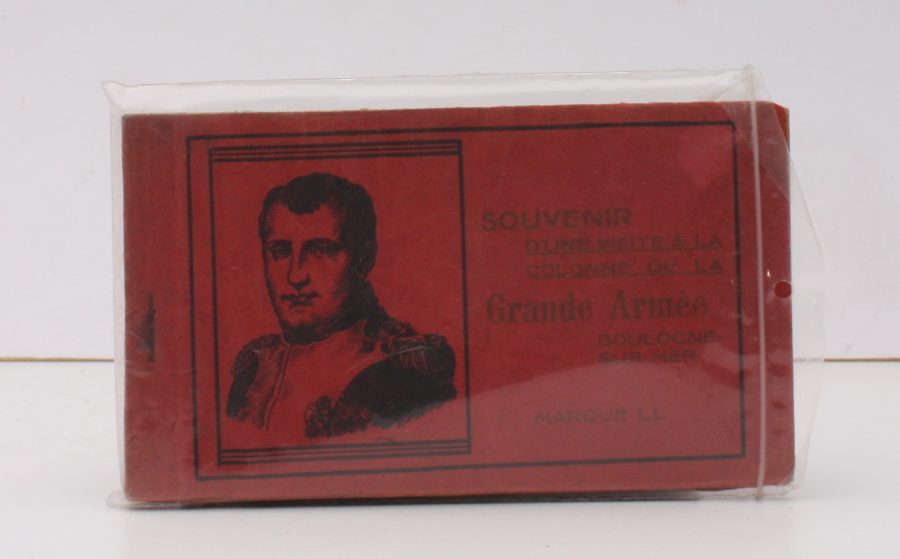 SOUVENIR
D'UNE VISITE À LA
COLONNE DE LA
Grande Armée
BOULOGNE-
SUR-MER
MARQUE L.L.